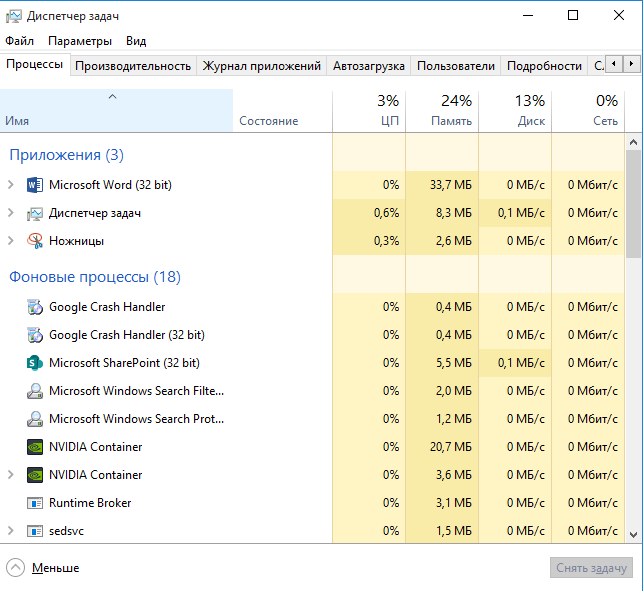 Диспетчер задач
Файл Параметры Вид
Процессы Производительность Журнал приложений Автозагрузка Пользователи Подробности
3% 24% 13% 0%
Имя Состояние ЦП Память Диск Сеть
Приложения (3)
Microsoft Word (32 bit) 0% 33,7 МБ 0 МБ/с 0 Мбит/с
Диспетчер задач 0,6% 8,3 МБ 0,1 МБ/с 0 Мбит/с
Ножницы 0,3% 2,6 МБ 0 МБ/с 0 Мбит/с
Фоновые процессы (18)
Google Crash Handler 0% 0,4 МБ 0 МБ/с 0 Мбит/с
Google Crash Handler (32 bit) 0% 0,4 МБ 0 МБ/с 0 Мбит/с
Microsoft SharePoint (32 bit) 0% 5,5 МБ 0,1 МБ/с 0 Мбит/с
Microsoft Windows Search Filte... 0% 2,0 МБ 0 МБ/с 0 Мбит/с
Microsoft Windows Search Prot... 0% 1,2 МБ 0 МБ/с 0 Мбит/с
NVIDIA Container 0% 20,7 МБ 0 МБ/с 0 Мбит/с
NVIDIA Container 0% 3,6 МБ 0 МБ/с 0 Мбит/с
Runtime Broker 0% 3,1 МБ 0 МБ/с 0 Мбит/с
sedsvc 0% 1,5 МБ 0 МБ/с 0 Мбит/с
Меньше Снять задачу